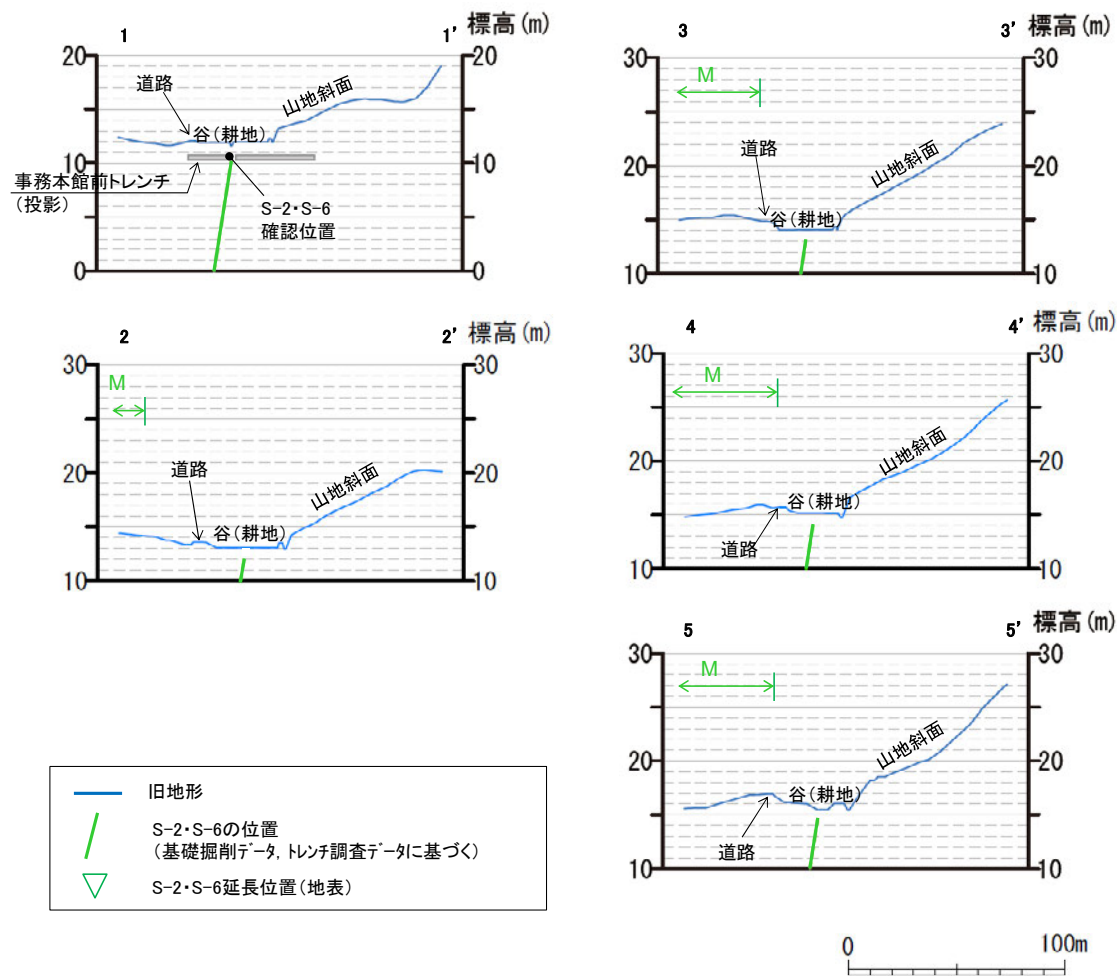 1
1' 標高(m)
20
20
道路
山地斜面
谷(耕地)
10
10
事務本館前トレンチ
(投影)
S-2・S-6
確認位置
0
0
2
2' 標高(m)
30
30
M
20
20
道路
山地斜面
谷(耕地)
10
10
3
3' 標高(m)
30
30
M
道路
山地斜面
20
20
谷(耕地)
10
10
4
4' 標高(m)
30
30
M
20
20
山地斜面
谷(耕地)
道路
10
10
5
5' 標高(m)
30
30
M
20
20
山地斜面
谷(耕地)
道路
10
10
旧地形
S-2・S-6の位置
(基礎掘削データ, トレンチ調査データに基づく)
S-2・S-6延長位置(地表)
0
100m